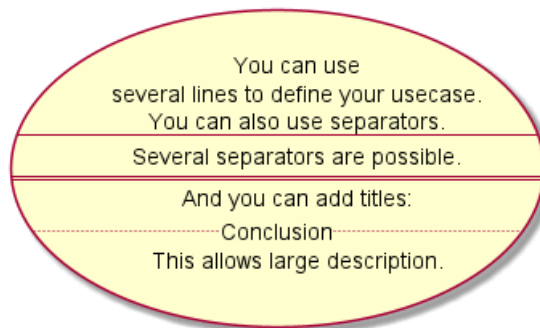 You can use
several lines to define your usecase.
You can also use separators.
Several separators are possible.
And you can add titles:
Conclusion
This allows large description.